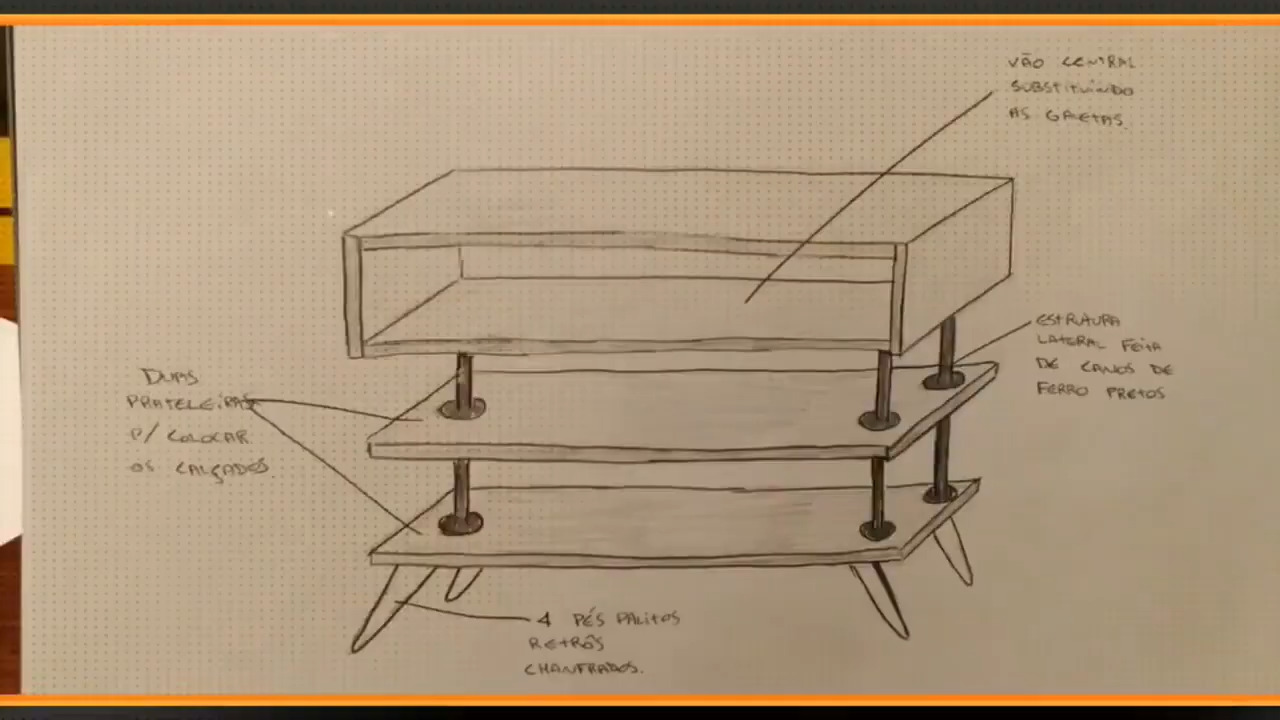 VÃO CENTRAL
SUBSTITUINDO
AS GAVETAS.
ESTRUTURA
LATERAL FEITA
DE CANOS DE
FERRO PRETOS
DUAS
PRATELEIRAS
P/ COLOCAR
OS CALÇADOS.
4 PÉS PALITOS
RETRÔS
CHANFRADOS.